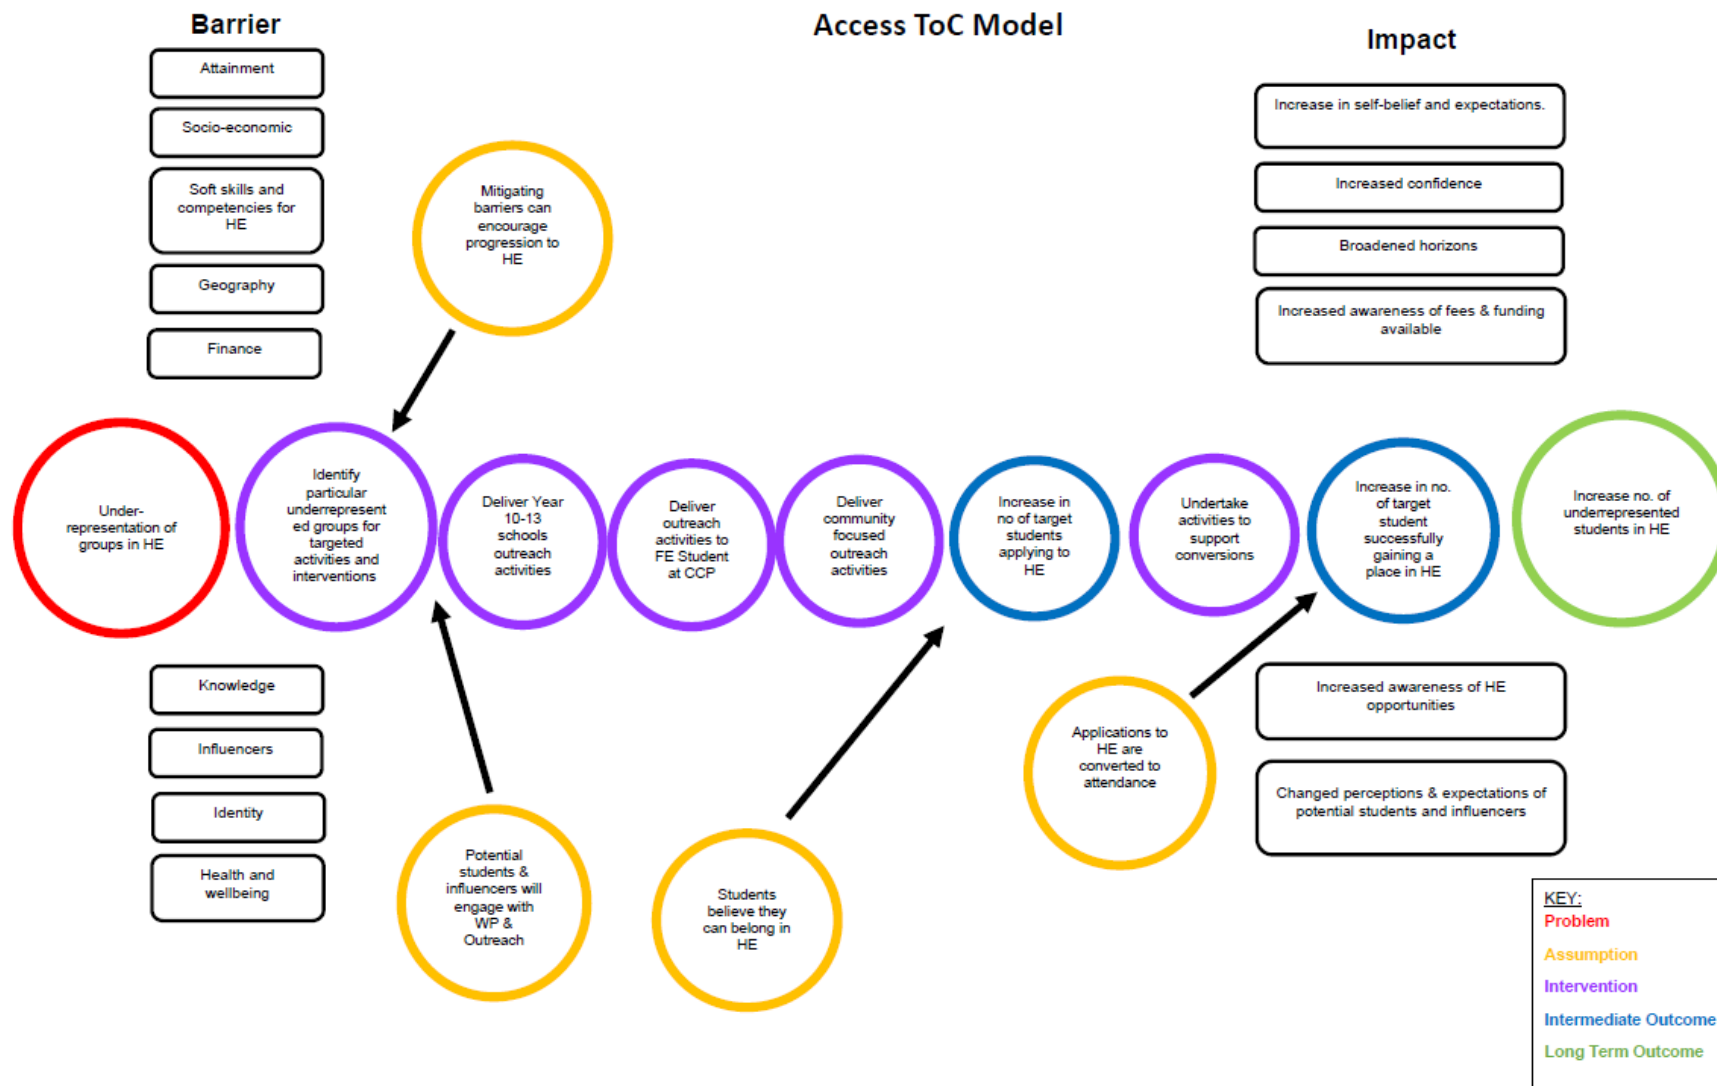 Barrier
Access ToC Model
Impact
Attainment
Socio-economic
Soft skills and
competencies for
HE
Geography
Finance
Mitigating
barriers can
encourage
progression to
HE
Increase in self-belief and expectations.
Increased confidence
Broadened horizons
Increased awareness of fees & funding
available
Under-
representation of
groups in HE
Identify
particular
underrepresent
ed groups for
targeted
activities and
interventions
Deliver Year
10-13
schools
outreach
activities
Deliver
outreach
activities to
FE Student
at CCP
Deliver
community
focused
outreach
activities
Increase in
no of target
students
applying to
HE
Undertake
activities to
support
conversions
Increase in no.
of target
student
successfully
gaining a
place in HE
Increase no. of
underrepresented
students in HE
Knowledge
Influencers
Identity
Health and
wellbeing
Potential
students &
influencers will
engage with
WP &
Outreach
Students
believe they
can belong in
HE
Applications to
HE are
converted to
attendance
Increased awareness of HE
opportunities
Changed perceptions & expectations of
potential students and influencers
KEY:
Problem
Assumption
Intervention
Intermediate Outcome
Long Term Outcome